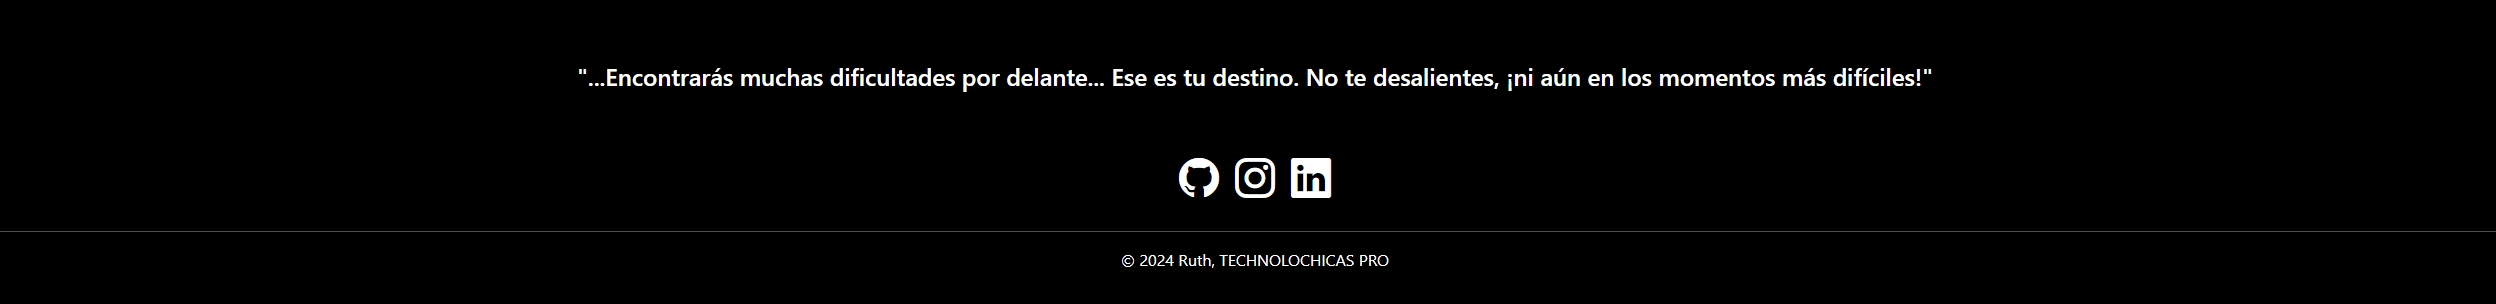 "...Encontrarás muchas dificultades por delante... Ese es tu destino. No te desalientes, ¡ni aún en los momentos más difíciles!"
in
© 2024 Ruth, TECHNOLOCHICAS PRO